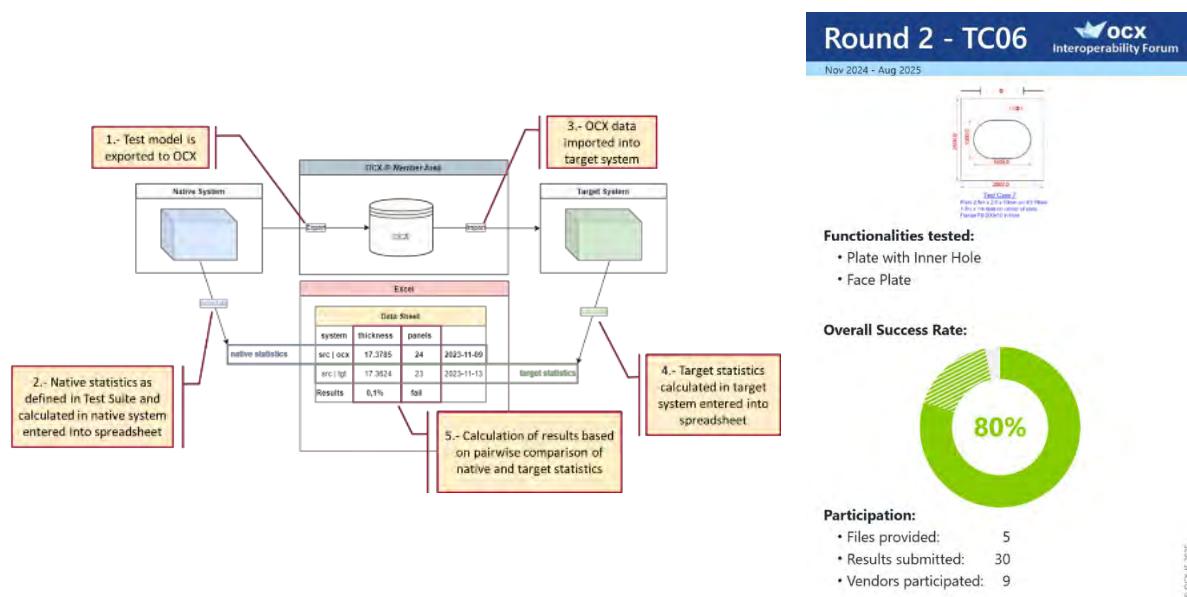 1.- Test model is
exported to OCX
3.- OCX data
imported into
target system
OCX-IF Member Area
Native System
Target System
Export
Import
Excel
Data Sheet
system thickness panels
native statistics
src | ocx 17.3785 24 2023-11-09
src | tgt 17.3624 23 2023-11-13
target statistics
Results 0,1% fail
2.- Native statistics as
defined in Test Suite and
calculated in native system
entered into spreadsheet
4.- Target statistics
calculated in target
system entered into
spreadsheet
5.- Calculation of results based
on pairwise comparison of
native and target statistics
Round 2 - TC06
OCX
Interoperability Forum
Nov 2024 - Aug 2025
Test Case 7
Functionalities tested:
• Plate with Inner Hole
• Face Plate
Overall Success Rate:
80%
Participation:
• Files provided: 5
• Results submitted: 30
• Vendors participated: 9